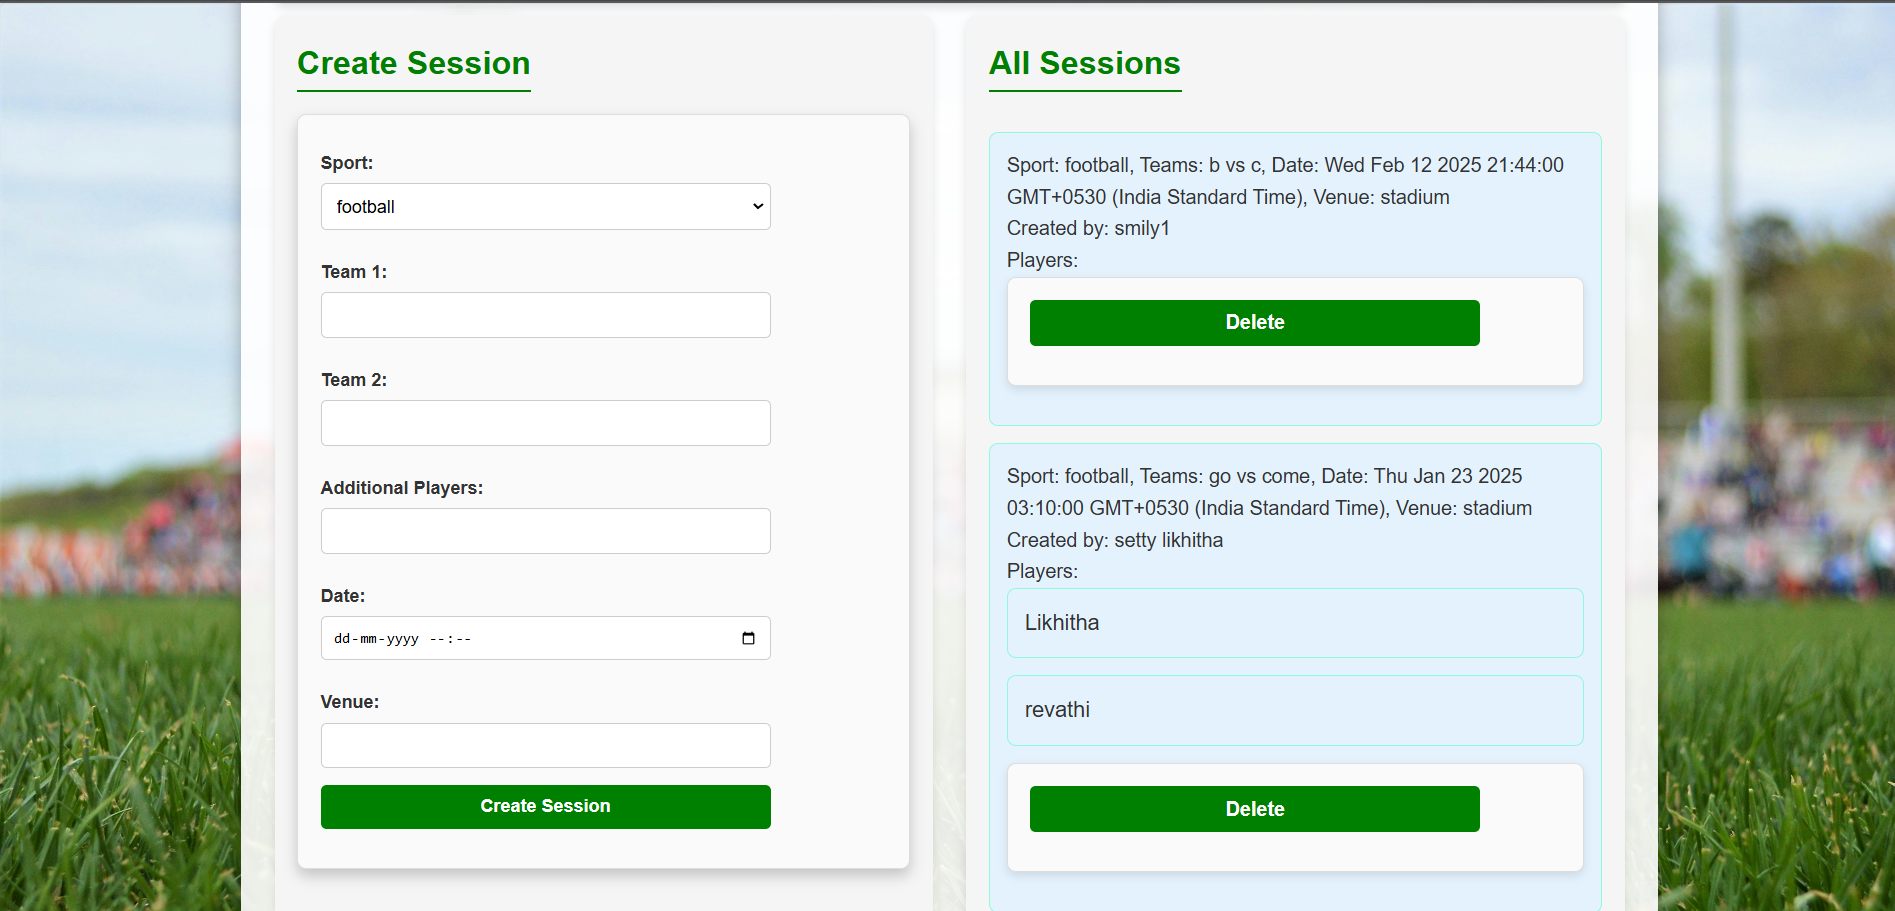 Create Session
Sport:
football
Team 1:
Team 2:
Additional Players:
Date:
dd-mm-yyyy --:--
Venue:
Create Session
All Sessions
Sport: football, Teams: b vs c, Date: Wed Feb 12 2025 21:44:00
GMT+0530 (India Standard Time), Venue: stadium
Created by: smily1
Players:
Delete
Sport: football, Teams: go vs come, Date: Thu Jan 23 2025
03:10:00 GMT+0530 (India Standard Time), Venue: stadium
Created by: setty likhitha
Players:
Likhitha
revathi
Delete